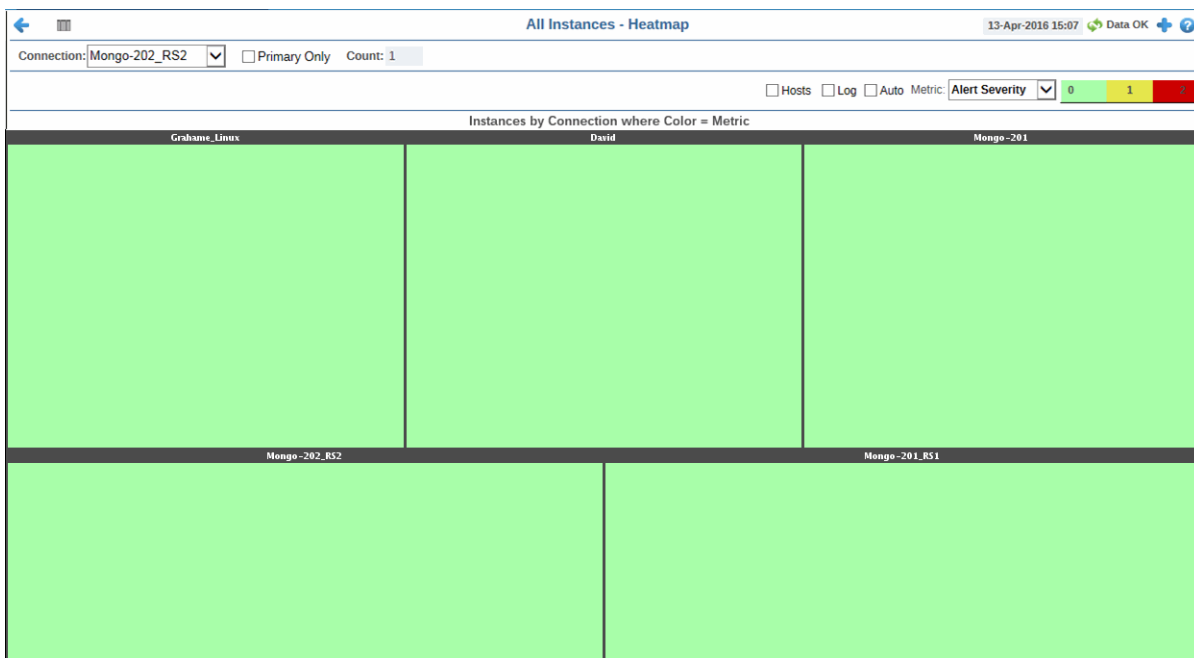 All Instances - Heatmap 13-Apr-2016 15:07 Data OK
Connection: Mongo-202_RS2 Primary Only Count: 1
Hosts Log Auto Metric: Alert Severity 0 1 2
Instances by Connection where Color = Metric
Grahame_Linux David Mongo-201
Mongo-202_RS2 Mongo-201_RS1